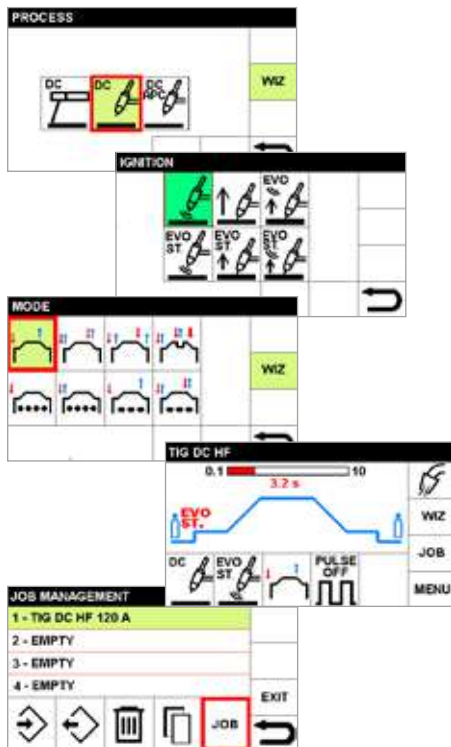 PROCESS
DC
DC
DC
APC
WIZ
IGNITION
EVO
EVO
ST
EVO
ST
EVO
ST
MODE
WIZ
TIG DC HF
0.1
10
3.2 s
EVO
ST.
WIZ
JOB
MENU
DC
EVO
ST
PULSE
OFF
JOB MANAGEMENT
1 - TIG DC HF 120 A
2 - EMPTY
3 - EMPTY
4 - EMPTY
EXIT
JOB